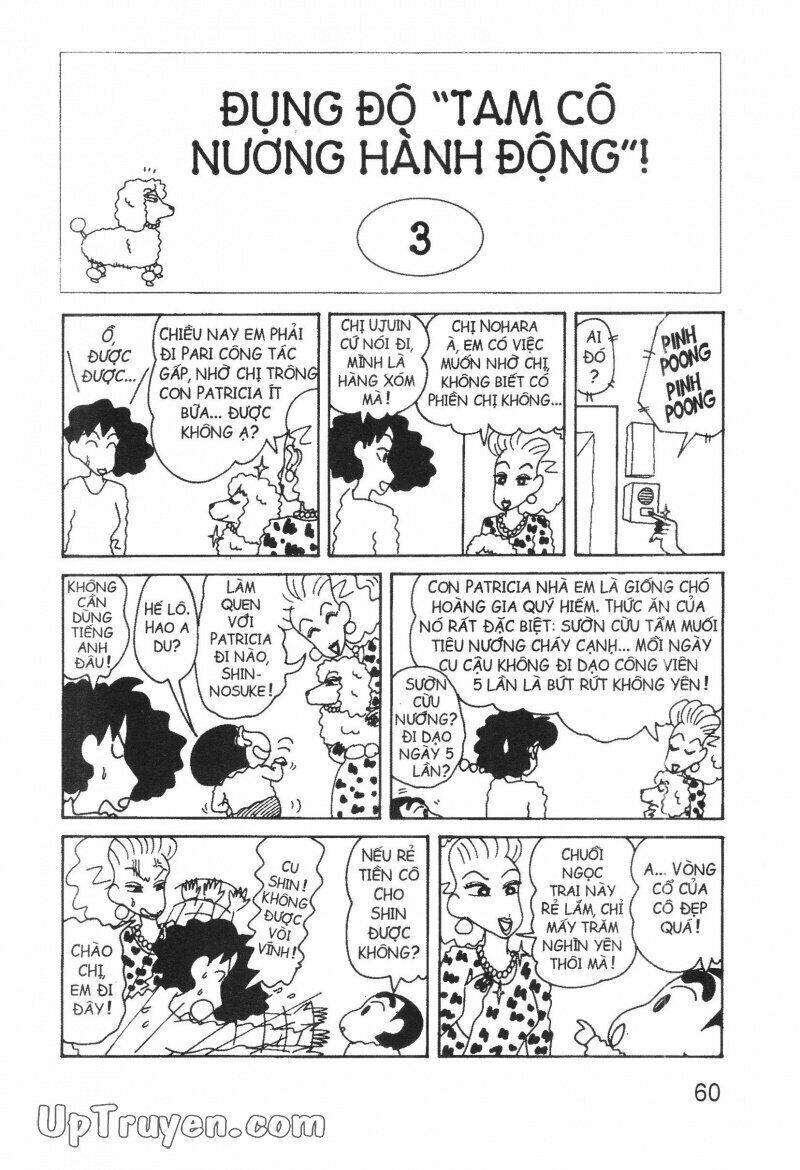 ĐỤNG ĐỘ “TAM CÔ
NƯƠNG HÀNH ĐỘNG”!
3
PINH
POONG
PINH
POONG
AI
ĐÓ
?
CHỊ NOHARA
À, EM CÓ VIỆC
MUỐN NHỜ CHỊ,
KHÔNG BIẾT CÓ
PHIỀN CHỊ KHÔNG...
CHỊ UJUIN
CỨ NÓI ĐI,
MÌNH LÀ
HÀNG XÓM
MÀ!
CHIỀU NAY EM PHẢI
ĐI PARI CÔNG TÁC
GẤP, NHỜ CHỊ TRÔNG
CON PATRICIA ÍT
BỮA... ĐƯỢC
KHÔNG Ạ?
Ồ,
ĐƯỢC
ĐƯỢC...
CON PATRICIA NHÀ EM LÀ GIỐNG CHÓ
HOÀNG GIA QUÝ HIẾM. THỨC ĂN CỦA
NÓ RẤT ĐẶC BIỆT: SƯỜN CỪU TẨM MUỐI
TIÊU NƯỚNG CHÁY CẠNH... MỖI NGÀY
CU CẬU KHÔNG ĐI DẠO CÔNG VIÊN
5 LẦN LÀ BỨT RỨT KHÔNG YÊN!
SƯỜN
CỪU
NƯỚNG?
ĐI DẠO
NGÀY 5
LẦN?
LÀM
QUEN
VỚI
PATRICIA
ĐI NÀO,
SHIN-
NOSUKE!
HẾ LÔ.
HAO A
DU?
KHÔNG
CẦN
DÙNG
TIẾNG
ANH
ĐÂU!
A... VÒNG
CỔ CỦA
CÔ ĐẸP
QUÁ!
CHUỖI
NGỌC
TRAI NÀY
RẺ LẮM, CHỈ
MẤY TRĂM
NGHÌN YÊN
THÔI MÀ!
NẾU RẺ
TIỀN CÔ
CHO
SHIN
ĐƯỢC
KHÔNG?
CU
SHIN!
KHÔNG
ĐƯỢC
VÒI
VĨNH!
CHÀO
CHỊ,
EM ĐI
ĐÂY!
60
UpTruyen.com